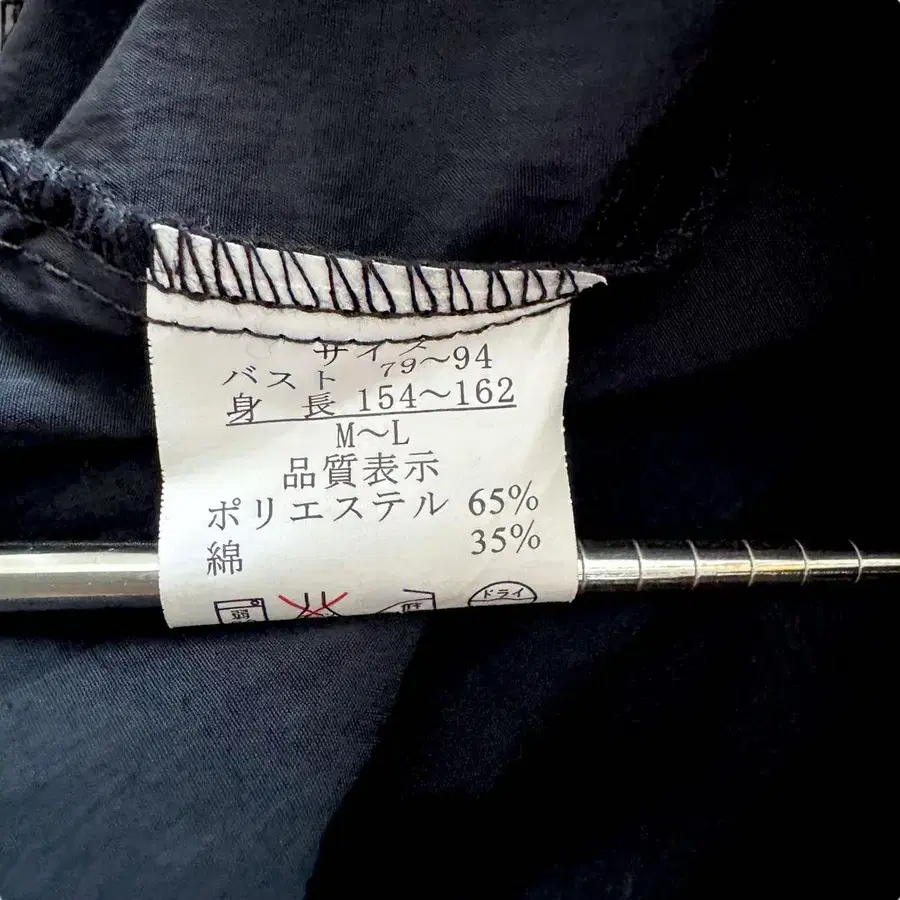 サイズ
バスト 79～94
身 長 154～162
M～L
品質表示
ポリエステル 65%
綿 35%
弱 ドライ